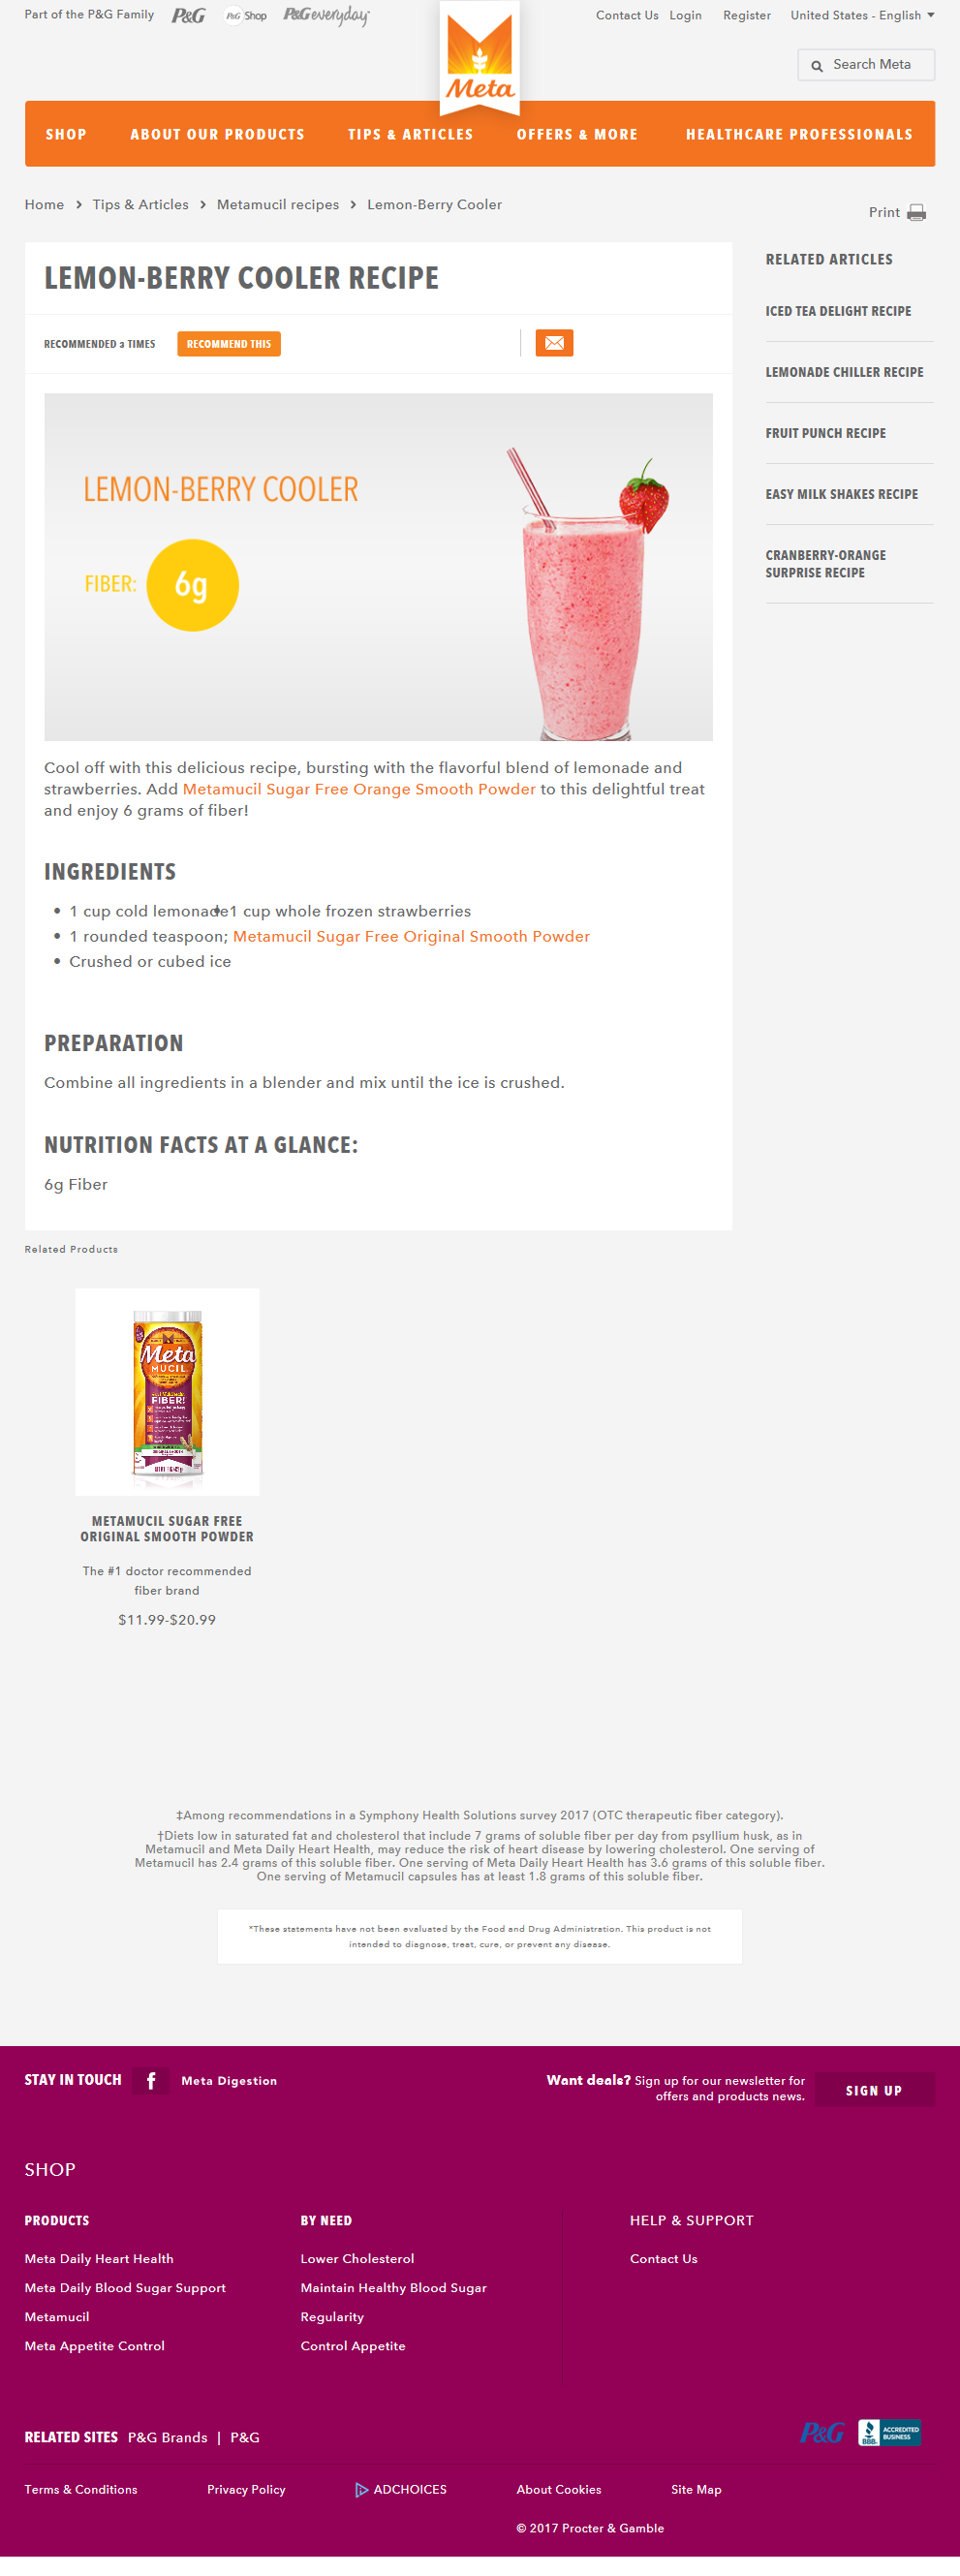 Part of the P&G Family P&G P&G Shop P&G everyday
Contact Us Login Register United States - English
Meta
Search Meta
SHOP ABOUT OUR PRODUCTS TIPS & ARTICLES OFFERS & MORE HEALTHCARE PROFESSIONALS
Home > Tips & Articles > Metamucil recipes > Lemon-Berry Cooler
Print
LEMON-BERRY COOLER RECIPE
RECOMMENDED 3 TIMES RECOMMEND THIS
LEMON-BERRY COOLER
FIBER: 6g
Cool off with this delicious recipe, bursting with the flavorful blend of lemonade and
strawberries. Add Metamucil Sugar Free Orange Smooth Powder to this delightful treat
and enjoy 6 grams of fiber!
INGREDIENTS
• 1 cup cold lemonade1 cup whole frozen strawberries
• 1 rounded teaspoon; Metamucil Sugar Free Original Smooth Powder
• Crushed or cubed ice
PREPARATION
Combine all ingredients in a blender and mix until the ice is crushed.
NUTRITION FACTS AT A GLANCE:
6g Fiber
RELATED ARTICLES
ICED TEA DELIGHT RECIPE
LEMONADE CHILLER RECIPE
FRUIT PUNCH RECIPE
EASY MILK SHAKES RECIPE
CRANBERRY-ORANGE
SURPRISE RECIPE
Related Products
Meta
MUCIL
FIBER!
METAMUCIL SUGAR FREE
ORIGINAL SMOOTH POWDER
The #1 doctor recommended
fiber brand
$11.99-$20.99
‡Among recommendations in a Symphony Health Solutions survey 2017 (OTC therapeutic fiber category).
†Diets low in saturated fat and cholesterol that include 7 grams of soluble fiber per day from psyllium husk, as in
Metamucil and Meta Daily Heart Health, may reduce the risk of heart disease by lowering cholesterol. One serving of
Metamucil has 2.4 grams of this soluble fiber. One serving of Meta Daily Heart Health has 3.6 grams of this soluble fiber.
One serving of Metamucil capsules has at least 1.8 grams of this soluble fiber.
*These statements have not been evaluated by the Food and Drug Administration. This product is not
intended to diagnose, treat, cure, or prevent any disease.
STAY IN TOUCH f Meta Digestion
Want deals? Sign up for our newsletter for
offers and products news.
SIGN UP
SHOP
PRODUCTS
Meta Daily Heart Health
Meta Daily Blood Sugar Support
Metamucil
Meta Appetite Control
BY NEED
Lower Cholesterol
Maintain Healthy Blood Sugar
Regularity
Control Appetite
HELP & SUPPORT
Contact Us
RELATED SITES P&G Brands | P&G
P&G BBB. ACCREDITED
BUSINESS
Terms & Conditions Privacy Policy ADCHOICES About Cookies Site Map
© 2017 Procter & Gamble